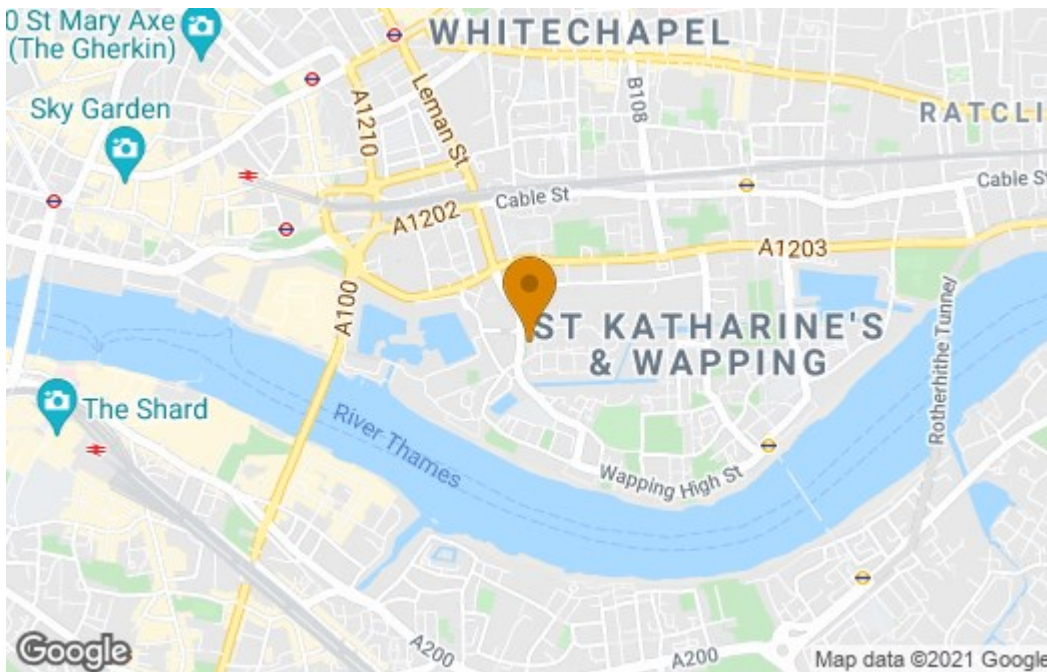 0 St Mary Axe
(The Gherkin)
WHITECHAPEL
Sky Garden
A1210
Leman St
B108
RATCLI
Cable St
Cable St
A1202
A1203
A100
ST KATHARINE'S
& WAPPING
Rotherhithe Tunnel
The Shard
River Thames
Wapping High St
A200
A200
Google
Map data ©2021 Google